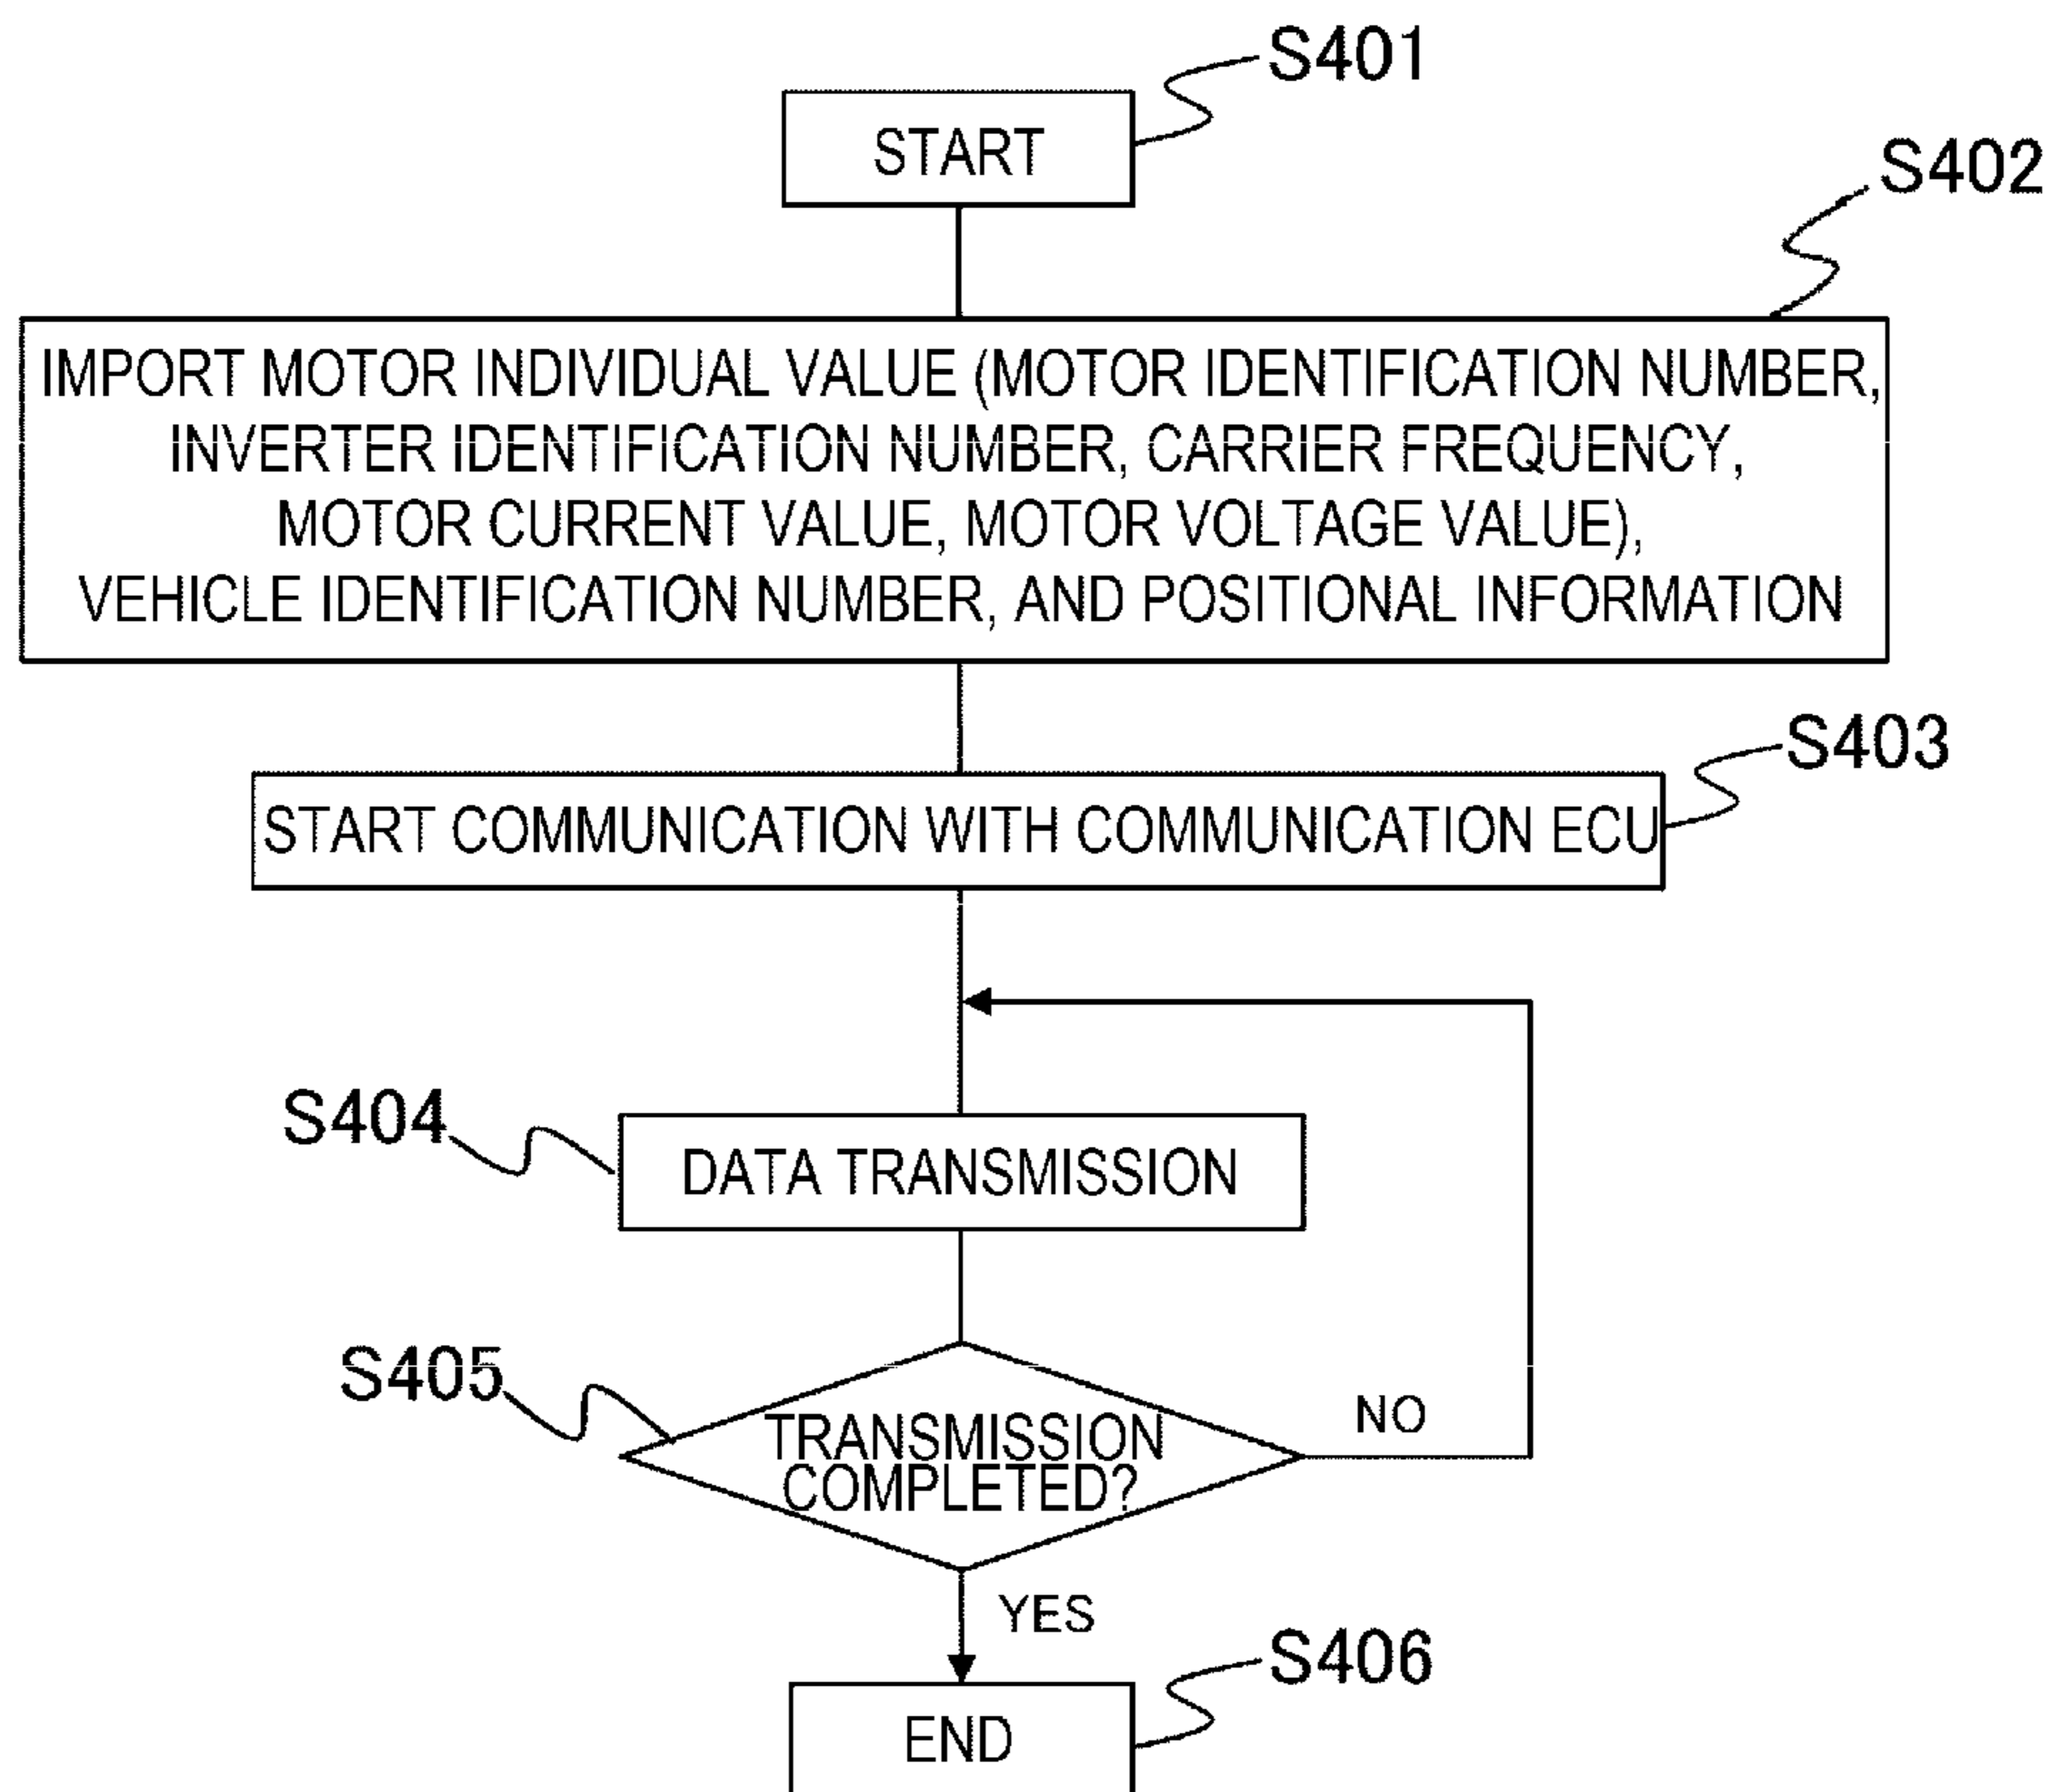 S401
START
S402
IMPORT MOTOR INDIVIDUAL VALUE (MOTOR IDENTIFICATION NUMBER,
INVERTER IDENTIFICATION NUMBER, CARRIER FREQUENCY,
MOTOR CURRENT VALUE, MOTOR VOLTAGE VALUE),
VEHICLE IDENTIFICATION NUMBER, AND POSITIONAL INFORMATION
S403
START COMMUNICATION WITH COMMUNICATION ECU
S404
DATA TRANSMISSION
S405
TRANSMISSION
COMPLETED?
NO
YES
S406
END